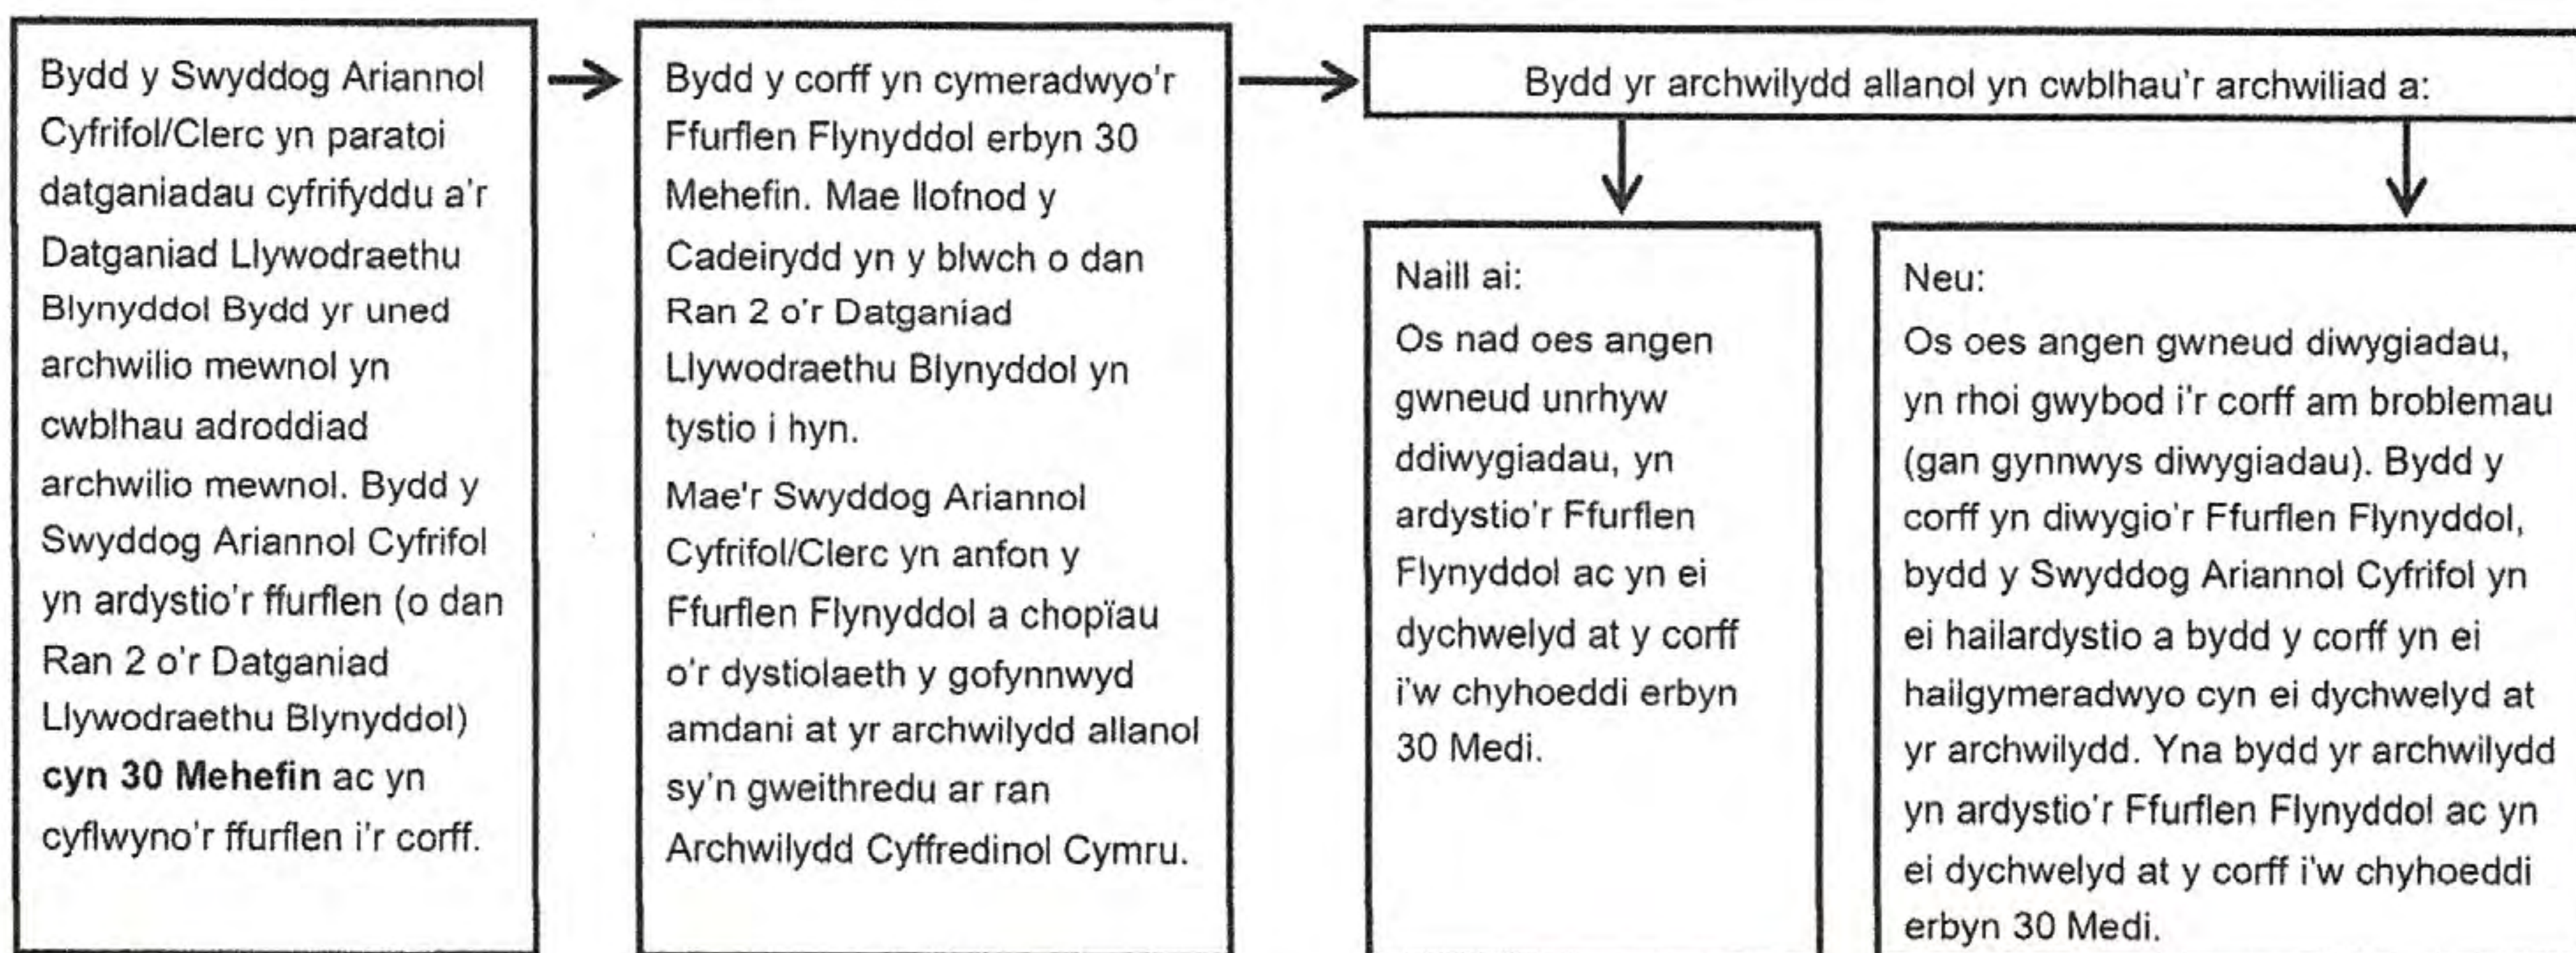 Bydd y Swyddog Ariannol
Cyfrifol/Clerc yn paratoi
datganiadau cyfrifyddu a'r
Datganiad Llywodraethu
Blynyddol Bydd yr uned
archwilio mewnol yn
cwblhau adroddiad
archwilio mewnol. Bydd y
Swyddog Ariannol Cyfrifol
yn ardystio'r ffurflen (o dan
Ran 2 o'r Datganiad
Llywodraethu Blynyddol)
cyn 30 Mehefin ac yn
cyflwyno'r ffurflen i'r corff.
Bydd y corff yn cymeradwyo'r
Ffurflen Flynyddol erbyn 30
Mehefin. Mae llofnod y
Cadeirydd yn y blwch o dan
Ran 2 o'r Datganiad
Llywodraethu Blynyddol yn
tystio i hyn.
Mae'r Swyddog Ariannol
Cyfrifol/Clerc yn anfon y
Ffurflen Flynyddol a chopïau
o'r dystiolaeth y gofynnwyd
amdani at yr archwilydd allanol
sy'n gweithredu ar ran
Archwilydd Cyffredinol Cymru.
Bydd yr archwilydd allanol yn cwblhau'r archwiliad a:
Naill ai:
Os nad oes angen
gwneud unrhyw
ddiwygiadau, yn
ardystio'r Ffurflen
Flynyddol ac yn ei
dychwelyd at y corff
i'w chyhoeddi erbyn
30 Medi.
Neu:
Os oes angen gwneud diwygiadau,
yn rhoi gwybod i'r corff am broblemau
(gan gynnwys diwygiadau). Bydd y
corff yn diwygio'r Ffurflen Flynyddol,
bydd y Swyddog Ariannol Cyfrifol yn
ei hailardystio a bydd y corff yn ei
hailgymeradwyo cyn ei dychwelyd at
yr archwilydd. Yna bydd yr archwilydd
yn ardystio'r Ffurflen Flynyddol ac yn
ei dychwelyd at y corff i'w chyhoeddi
erbyn 30 Medi.